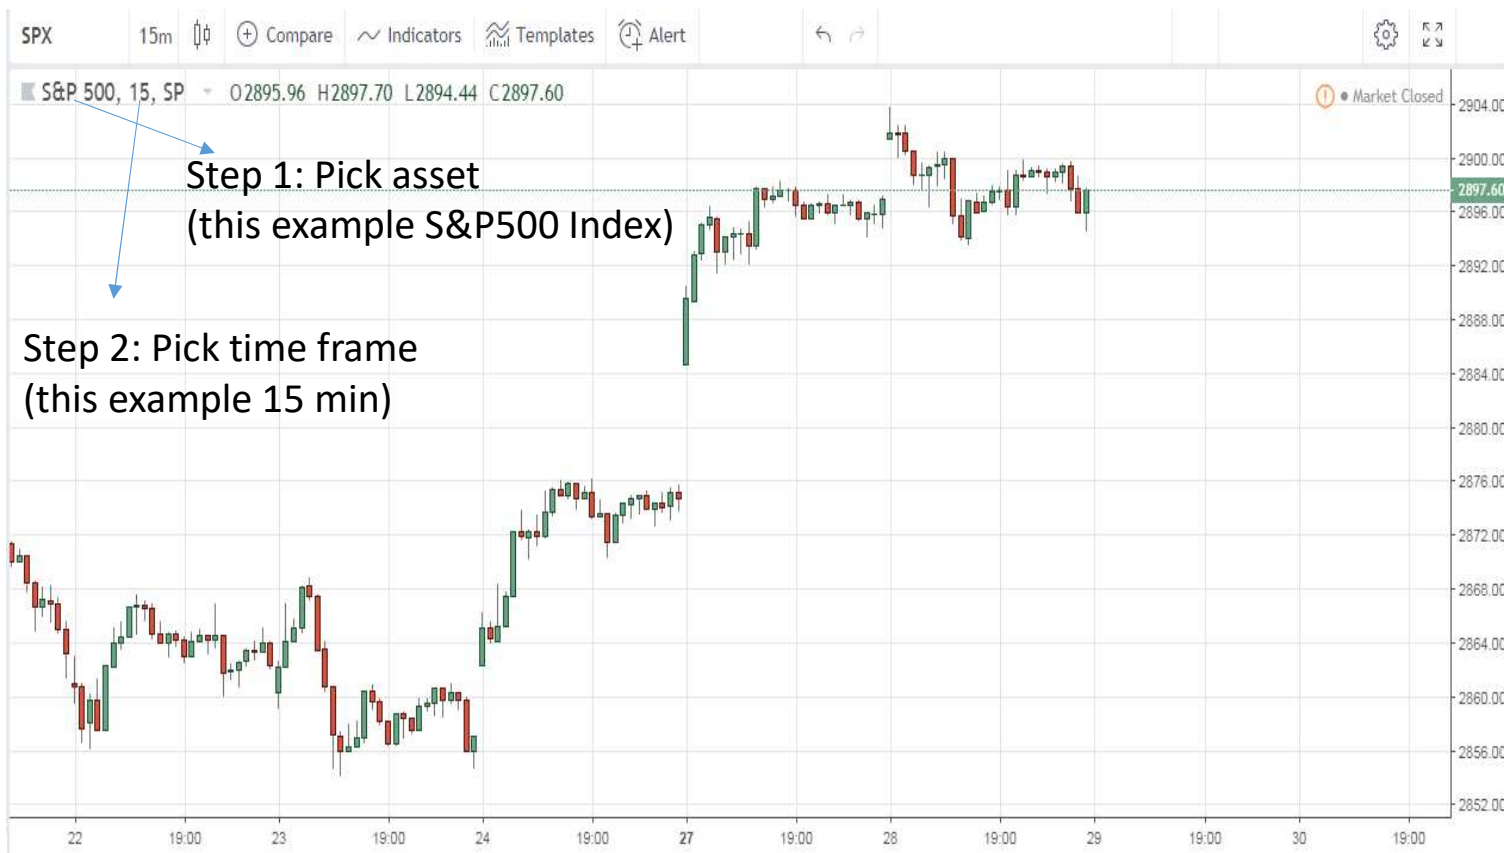 SPX 15m Compare Indicators Templates Alert
S&P 500, 15, SP O2895.96 H2897.70 L2894.44 C2897.60
Market Closed
Step 1: Pick asset
(this example S&P500 Index)
Step 2: Pick time frame
(this example 15 min)
2904.00
2900.00
2897.60
2896.00
2892.00
2888.00
2884.00
2880.00
2876.00
2872.00
2868.00
2864.00
2860.00
2856.00
2852.00
22 19:00 23 19:00 24 19:00 27 19:00 28 19:00 29 19:00 30 19:00